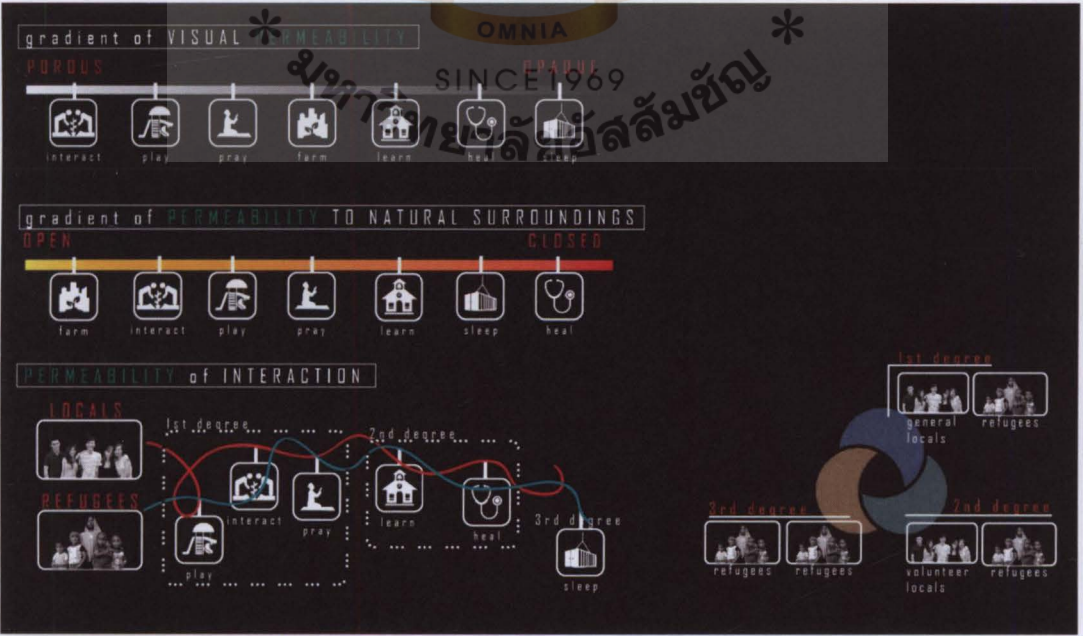 OMNIA
gradient of VISUAL PERMEABILITY
SINCE1969
มหาวิทยาลัยอัสสัมชัญ
POROUS OPAQUE
interact play pray farm learn heal sleep
gradient of PERMEABILITY TO NATURAL SURROUNDINGS
OPEN CLOSED
farm interact play pray learn sleep heal
PERMEABILITY of INTERACTION
LOCALS
REFUGEES
1st degree
play
interact
pray
2nd degree
learn
heal
3rd degree
sleep
1st degree
general locals
refugees
3rd degree
refugees refugees
2nd degree
volunteer locals
refugees